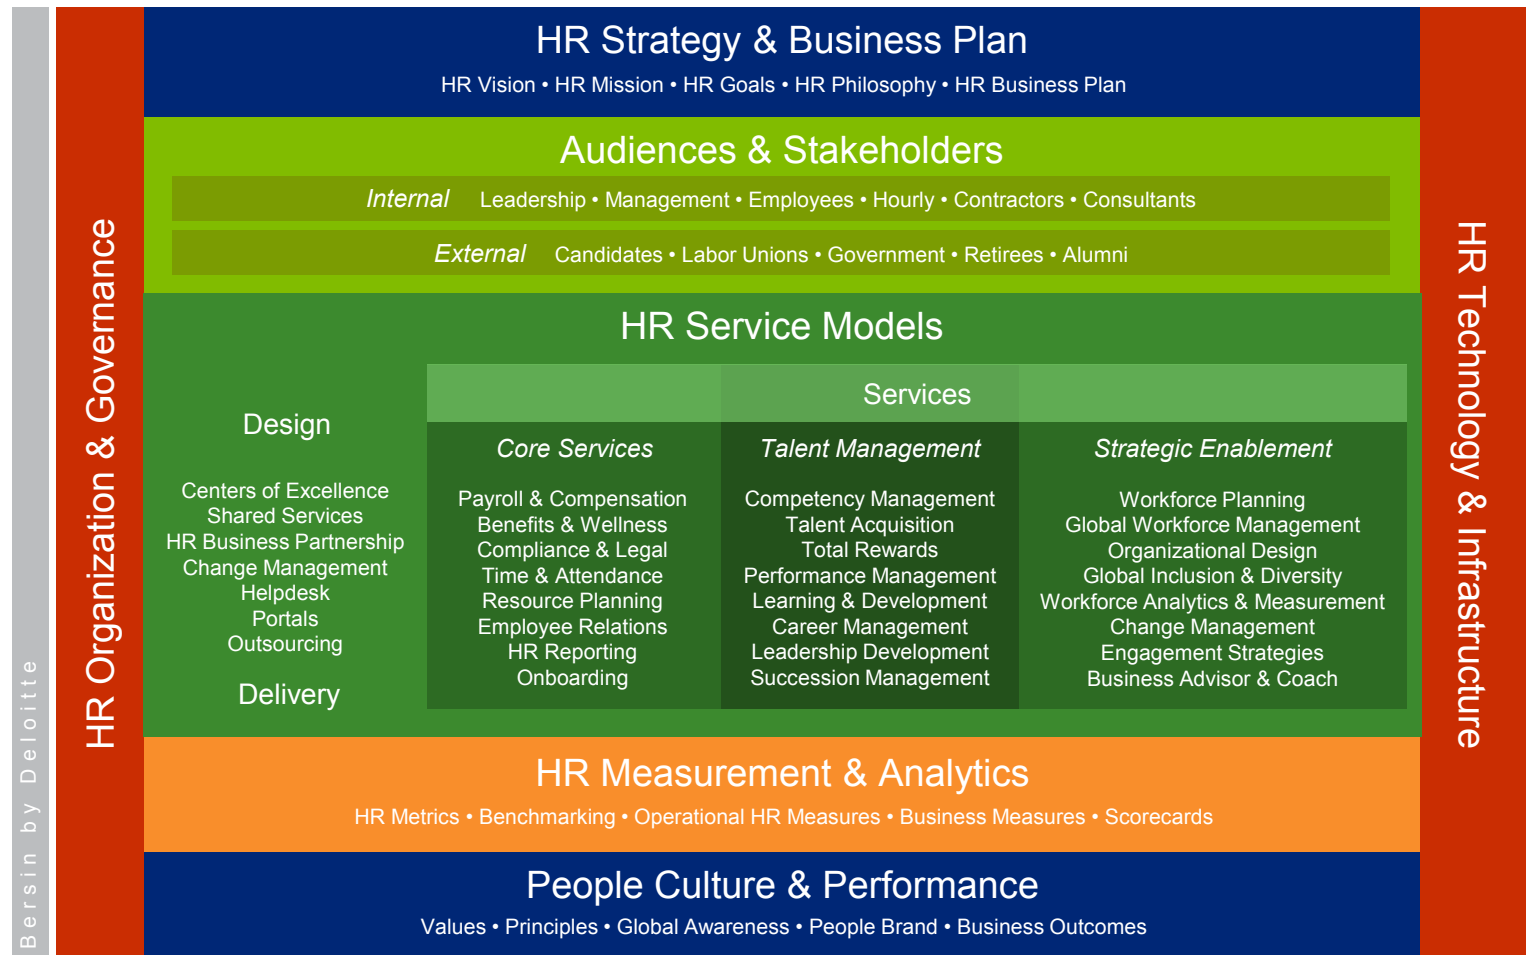 HR Strategy & Business Plan
HR Vision • HR Mission • HR Goals • HR Philosophy • HR Business Plan
Audiences & Stakeholders
Internal Leadership • Management • Employees • Hourly • Contractors • Consultants
External Candidates • Labor Unions • Government • Retirees • Alumni
HR Organization & Governance
HR Technology & Infrastructure
HR Service Models
Design
Centers of Excellence
Shared Services
HR Business Partnership
Change Management
Helpdesk
Portals
Outsourcing
Delivery
Services
Core Services
Payroll & Compensation
Benefits & Wellness
Compliance & Legal
Time & Attendance
Resource Planning
Employee Relations
HR Reporting
Onboarding
Talent Management
Competency Management
Talent Acquisition
Total Rewards
Performance Management
Learning & Development
Career Management
Leadership Development
Succession Management
Strategic Enablement
Workforce Planning
Global Workforce Management
Organizational Design
Global Inclusion & Diversity
Workforce Analytics & Measurement
Change Management
Engagement Strategies
Business Advisor & Coach
HR Measurement & Analytics
HR Metrics • Benchmarking • Operational HR Measures • Business Measures • Scorecards
People Culture & Performance
Values • Principles • Global Awareness • People Brand • Business Outcomes
Bersin by Deloitte